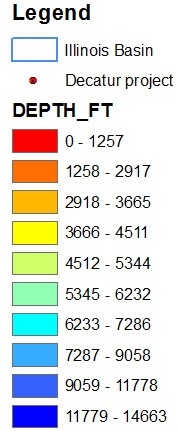 Legend
Illinois Basin
Decatur project
DEPTH_FT
0 - 1257
1258 - 2917
2918 - 3665
3666 - 4511
4512 - 5344
5345 - 6232
6233 - 7286
7287 - 9058
9059 - 11778
11779 - 14663